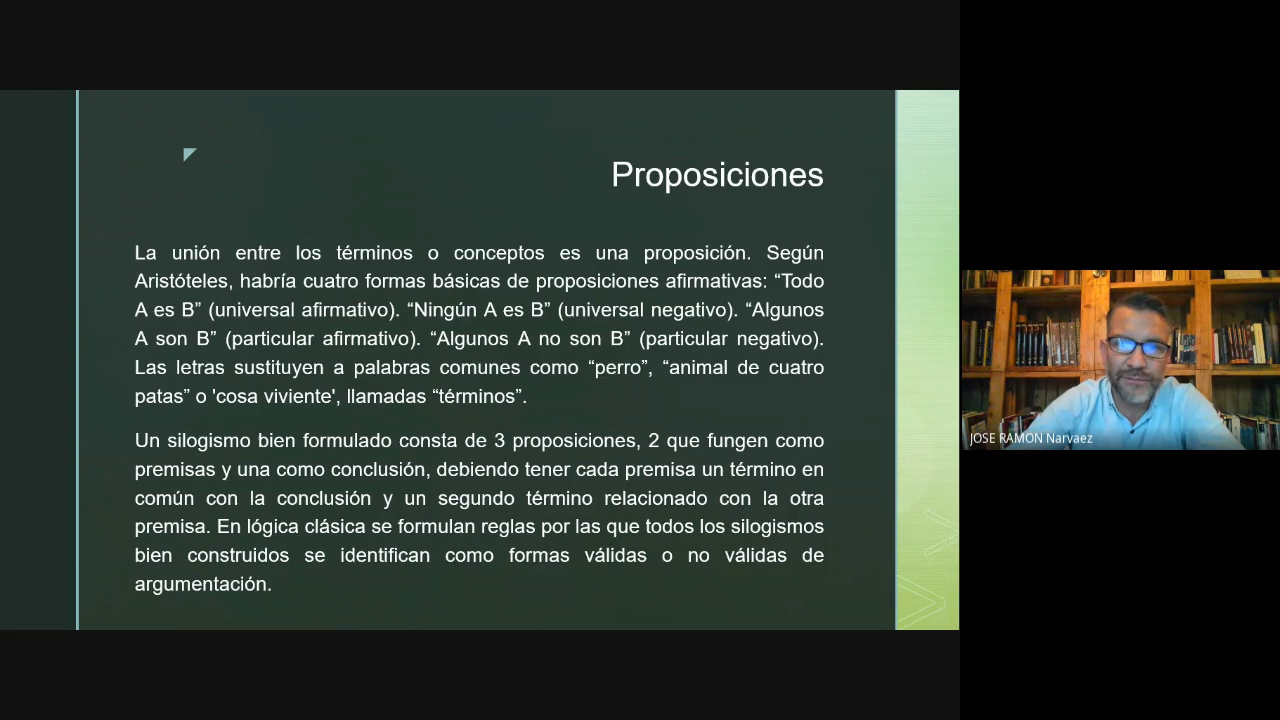 Proposiciones
La unión entre los términos o conceptos es una proposición. Según
Aristóteles, habría cuatro formas básicas de proposiciones afirmativas: “Todo
A es B” (universal afirmativo). “Ningún A es B” (universal negativo). “Algunos
A son B” (particular afirmativo). “Algunos A no son B” (particular negativo).
Las letras sustituyen a palabras comunes como “perro”, “animal de cuatro
patas” o 'cosa viviente', llamadas “términos”.
Un silogismo bien formulado consta de 3 proposiciones, 2 que fungen como
premisas y una como conclusión, debiendo tener cada premisa un término en
común con la conclusión y un segundo término relacionado con la otra
premisa. En lógica clásica se formulan reglas por las que todos los silogismos
bien construidos se identifican como formas válidas o no válidas de
argumentación.
JOSE RAMON Narvaez